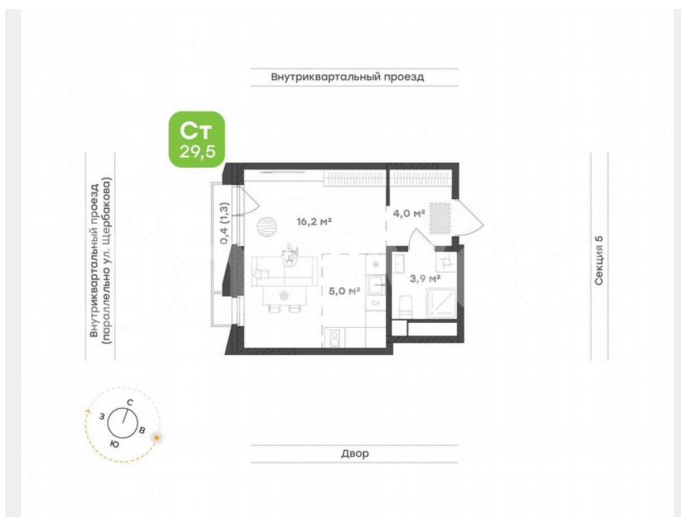 Внутриквартальный проезд
Ст
29,5
Внутриквартальный проезд
(параллельно ул. Щербакова)
0,4 (1,3)
16,2 м²
4,0 м²
5,0 м²
3,9 м²
Секция 5
С
З
В
Ю
Двор